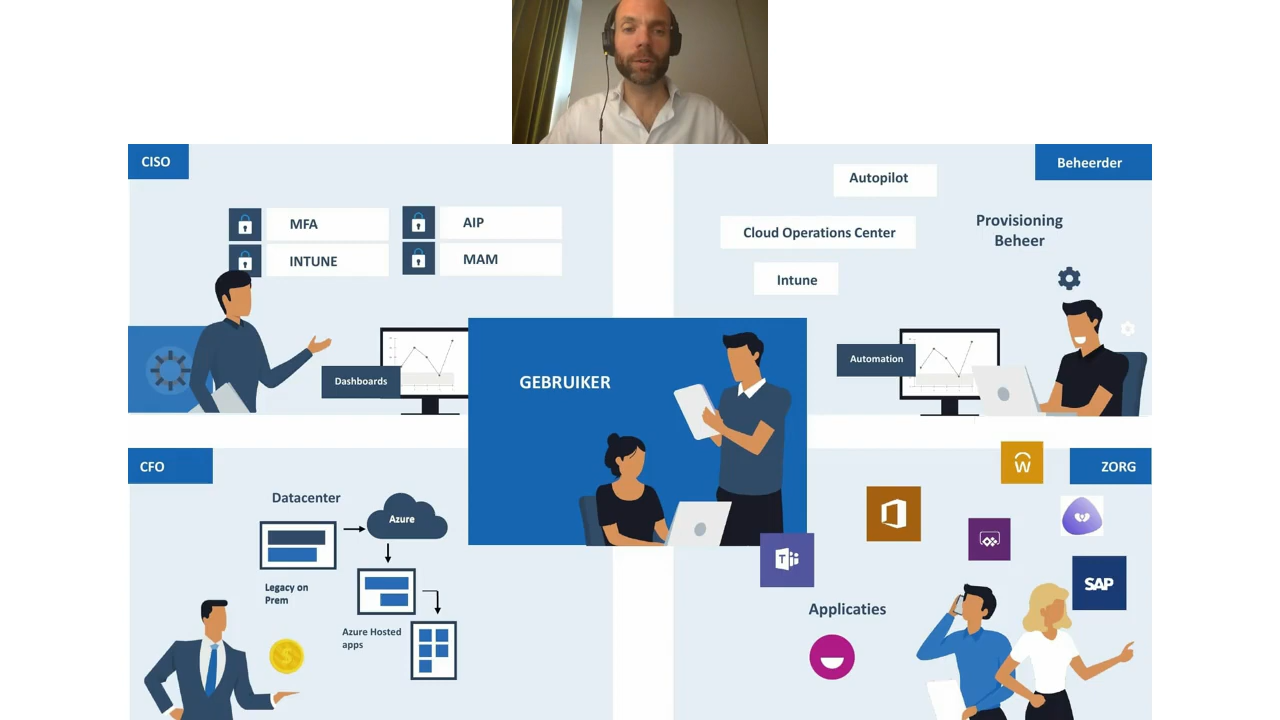 CISO
MFA
AIP
INTUNE
MAM
Dashboards
Beheerder
Autopilot
Cloud Operations Center
Provisioning
Beheer
Intune
Automation
GEBRUIKER
CFO
Datacenter
Azure
Legacy on
Prem
Azure Hosted
apps
ZORG
W
T
SAP
Applicaties